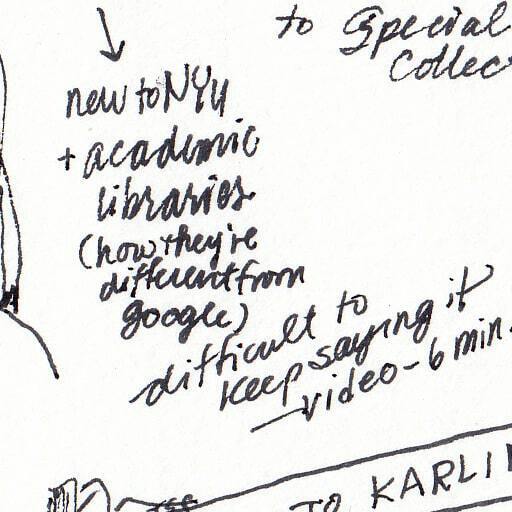 to Special
Collec
new to NYU
+ academic
libraries
(how they're
different from
google)
difficult to
keep saying it
-video - 6 min.
TO KARLIN